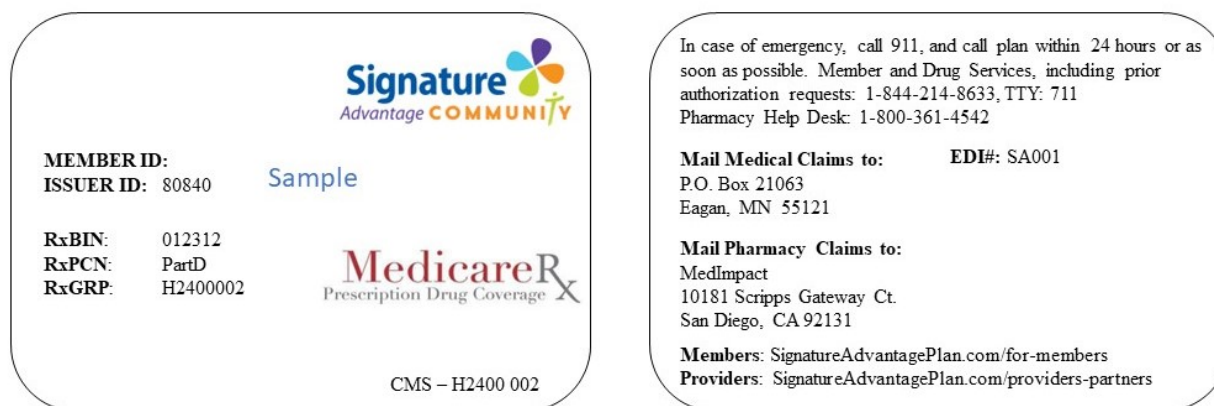 Signature
Advantage COMMUNITY
MEMBER ID:
ISSUER ID: 80840
Sample
RxBIN: 012312
RxPCN: PartD
RxGRP: H2400002
MedicareRx
Prescription Drug Coverage
CMS – H2400 002
In case of emergency, call 911, and call plan within 24 hours or as
soon as possible. Member and Drug Services, including prior
authorization requests: 1-844-214-8633, TTY: 711
Pharmacy Help Desk: 1-800-361-4542
Mail Medical Claims to: EDI#: SA001
P.O. Box 21063
Eagan, MN 55121
Mail Pharmacy Claims to:
MedImpact
10181 Scripps Gateway Ct.
San Diego, CA 92131
Members: SignatureAdvantagePlan.com/for-members
Providers: SignatureAdvantagePlan.com/providers-partners